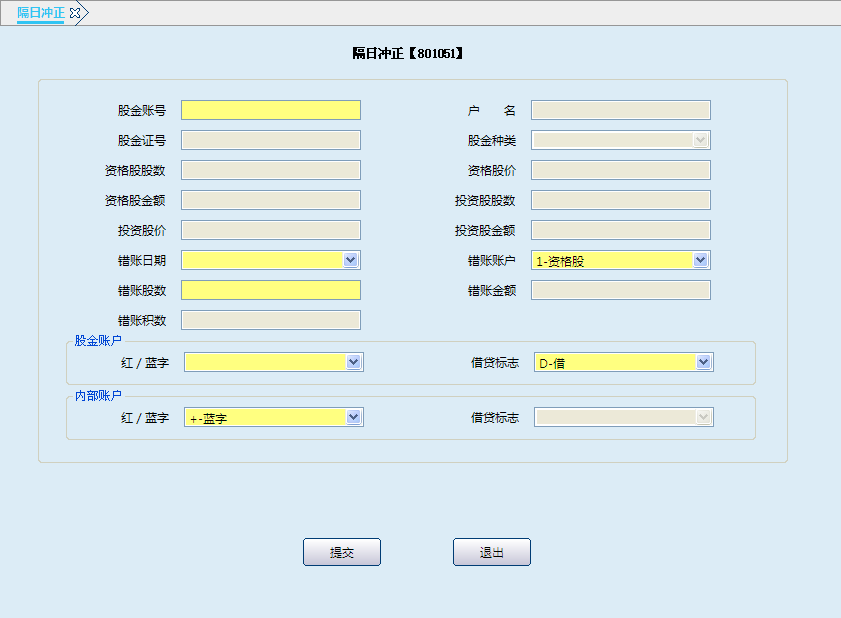 隔日冲正
隔日冲正【801051】
股金账号 户 名
股金证号 股金种类
资格股股数 资格股价
资格股金额 投资股股数
投资股价 投资股金额
错账日期 错账账户 1-资格股
错账股数 错账金额
错账积数
股金账户
红 / 蓝字 借贷标志 D-借
内部账户
红 / 蓝字 +-蓝字 借贷标志
提交 退出